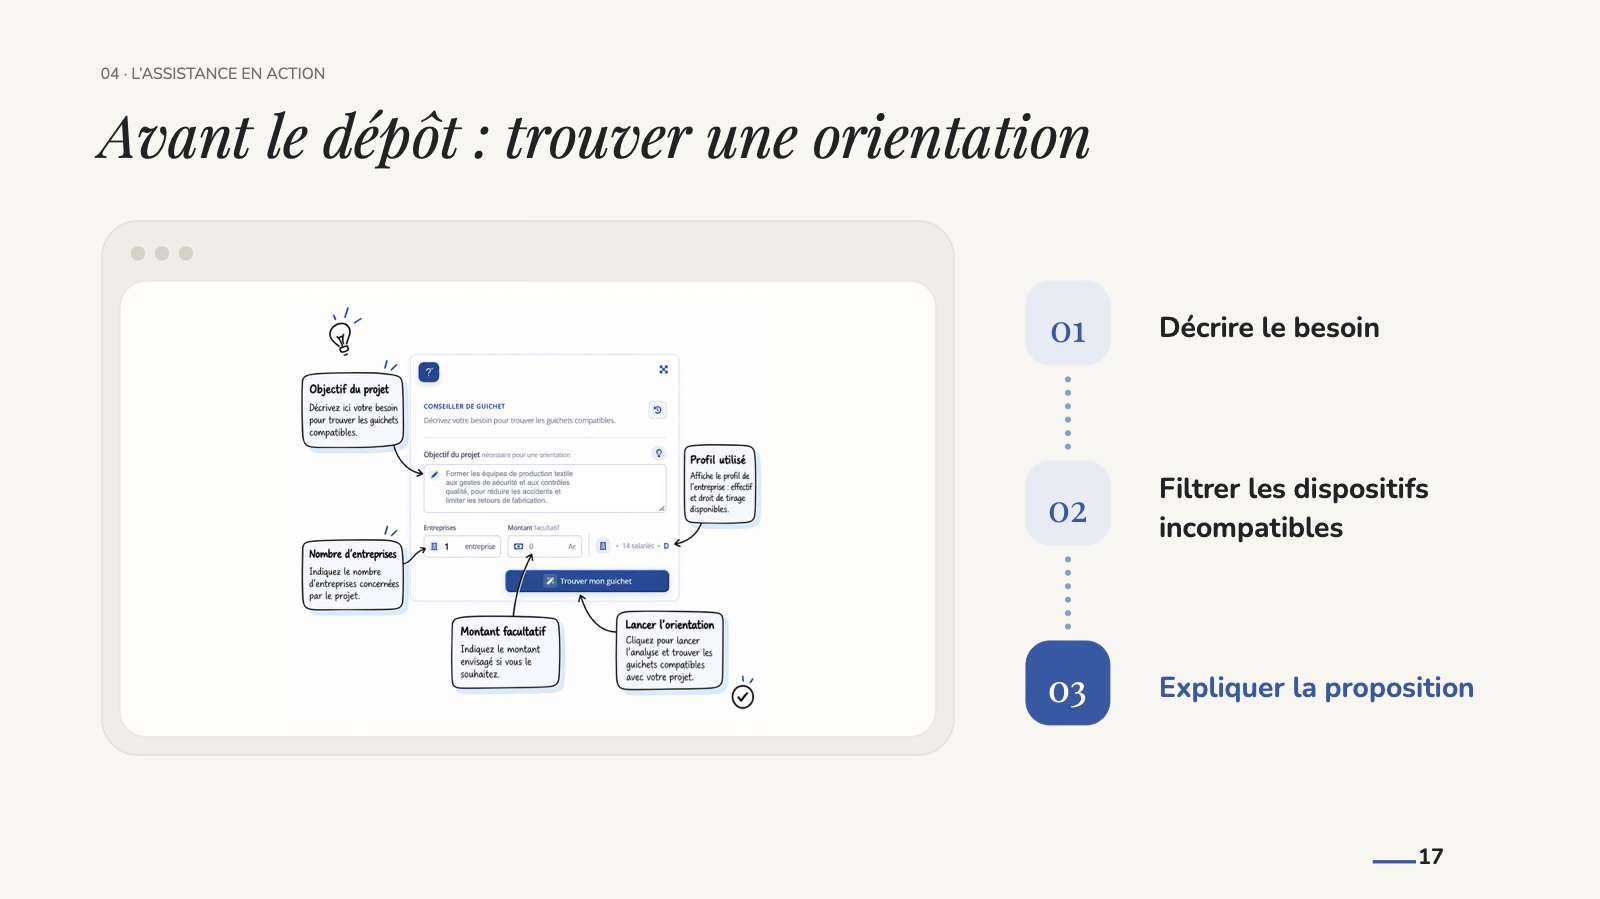 04 · L'ASSISTANCE EN ACTION
Avant le dépôt : trouver une orientation
Objectif du projet
Décrivez ici votre besoin
pour trouver les guichets
compatibles.
?
CONSEILLER DE GUICHET
Décrivez votre besoin pour trouver les guichets compatibles.
Objectif du projet nécessaire pour une orientation
Former les équipes de production textile
aux gestes de sécurité et aux contrôles
qualité, pour réduire les accidents et
limiter les retours de fabrication.
Profil utilisé
Affiche le profil de
l'entreprise : effectif
et droit de tirage
disponibles.
Entreprises
1 entreprise
Montant facultatif
0 Ar
• 14 salariés • D
Trouver mon guichet
Nombre d'entreprises
Indiquez le nombre
d'entreprises concernées
par le projet.
Montant facultatif
Indiquez le montant
envisagé si vous le
souhaitez.
Lancer l'orientation
Cliquez pour lancer
l'analyse et trouver les
guichets compatibles
avec votre projet.
01
Décrire le besoin
02
Filtrer les dispositifs
incompatibles
03
Expliquer la proposition
17